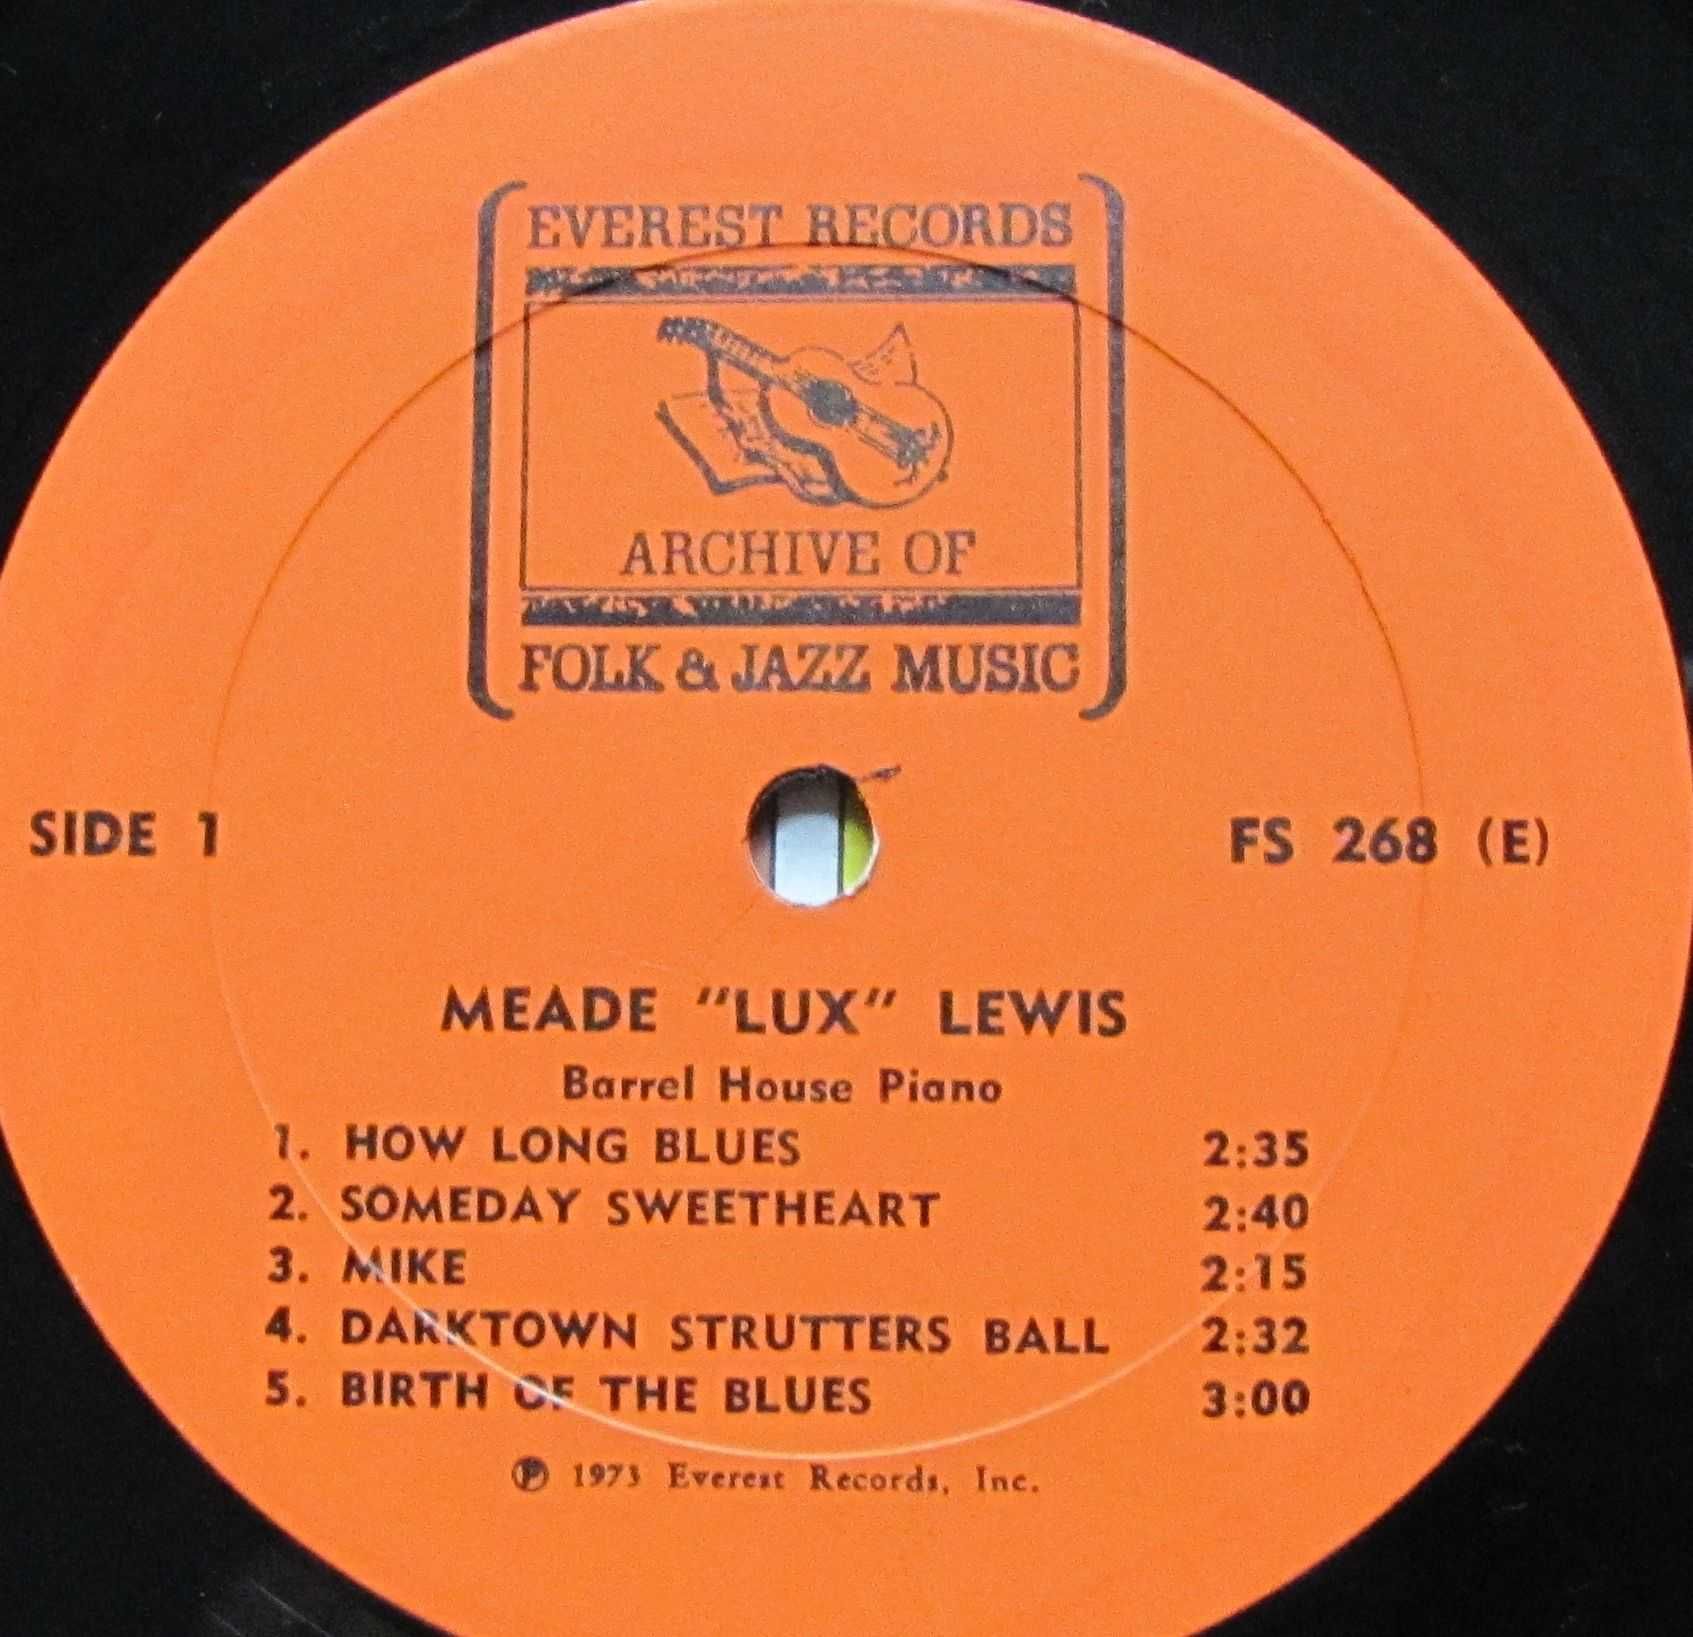 EVEREST RECORDS
ARCHIVE OF
FOLK & JAZZ MUSIC
SIDE 1
FS 268 (E)
MEADE "LUX" LEWIS
Barrel House Piano
1. HOW LONG BLUES 2:35
2. SOMEDAY SWEETHEART 2:40
3. MIKE 2:15
4. DARKTOWN STRUTTERS BALL 2:32
5. BIRTH OF THE BLUES 3:00
℗ 1973 Everest Records, Inc.